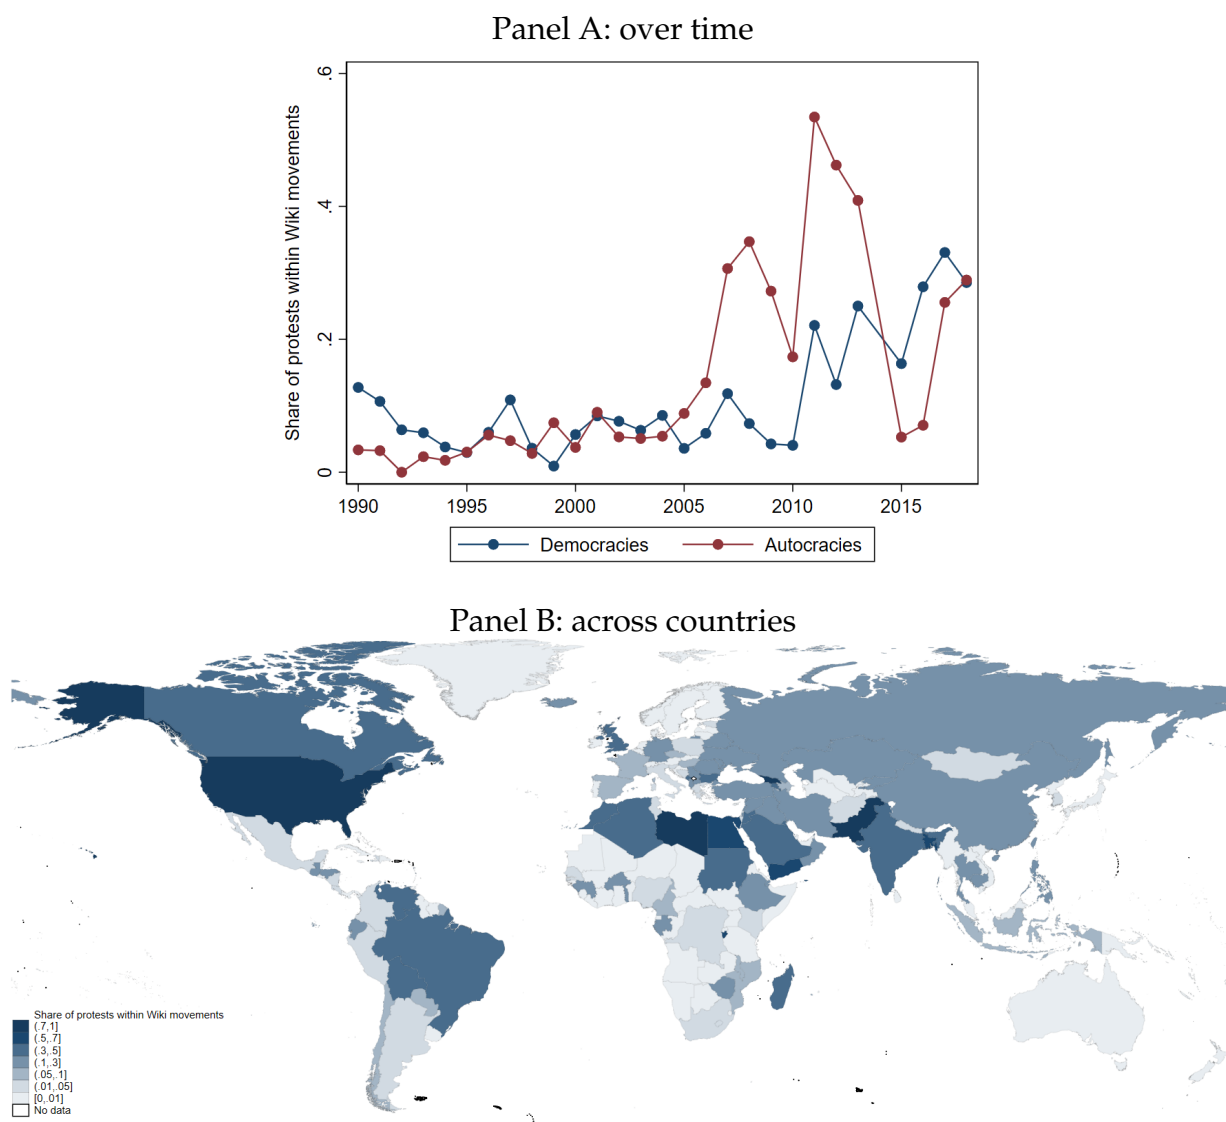 Panel A: over time
Share of protests within Wiki movements
.6
.4
.2
0
1990 1995 2000 2005 2010 2015
Democracies Autocracies
Panel B: across countries
Share of protests within Wiki movements
(.7,1]
(.5,.7]
(.3,.5]
(.1,.3]
(.05,.1]
(.01,.05]
[0,.01]
No data